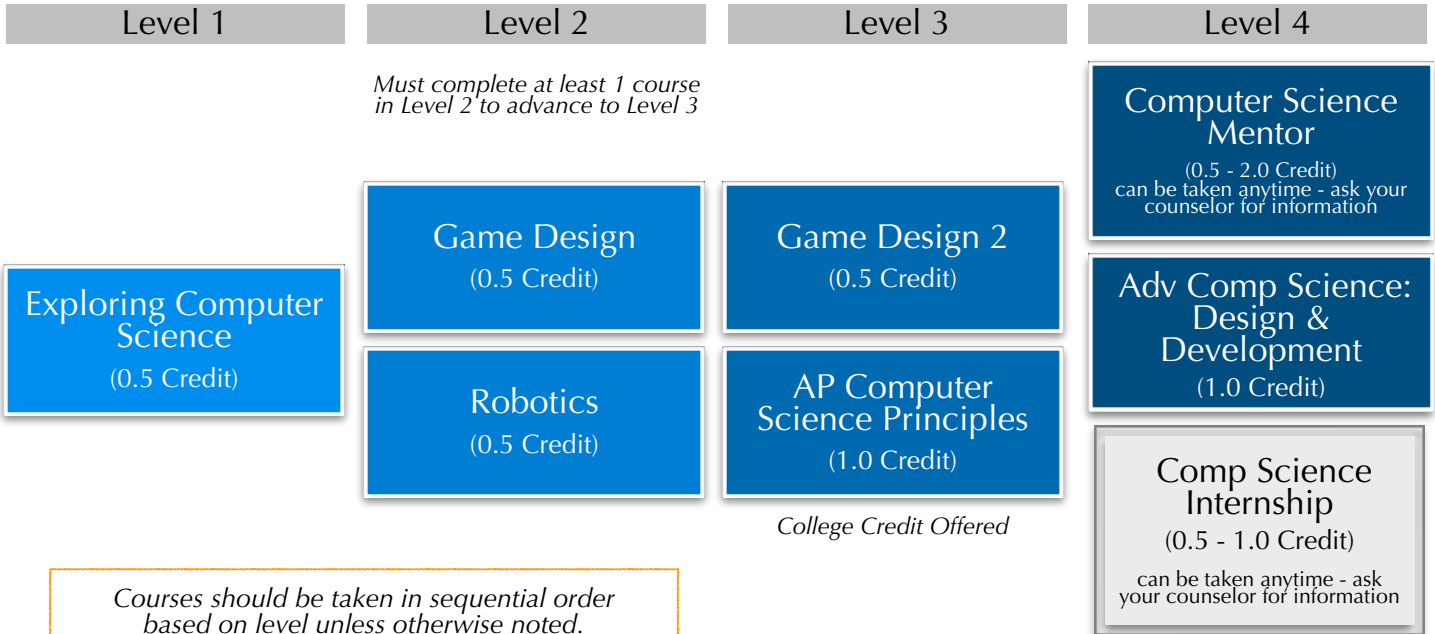 Level 1
Level 2
Level 3
Level 4
Must complete at least 1 course
in Level 2 to advance to Level 3
Exploring Computer
Science
(0.5 Credit)
Game Design
(0.5 Credit)
Robotics
(0.5 Credit)
Game Design 2
(0.5 Credit)
AP Computer
Science Principles
(1.0 Credit)
College Credit Offered
Computer Science
Mentor
(0.5 - 2.0 Credit)
can be taken anytime - ask your
counselor for information
Adv Comp Science:
Design &
Development
(1.0 Credit)
Comp Science
Internship
(0.5 - 1.0 Credit)
can be taken anytime - ask
your counselor for information
Courses should be taken in sequential order
based on level unless otherwise noted.